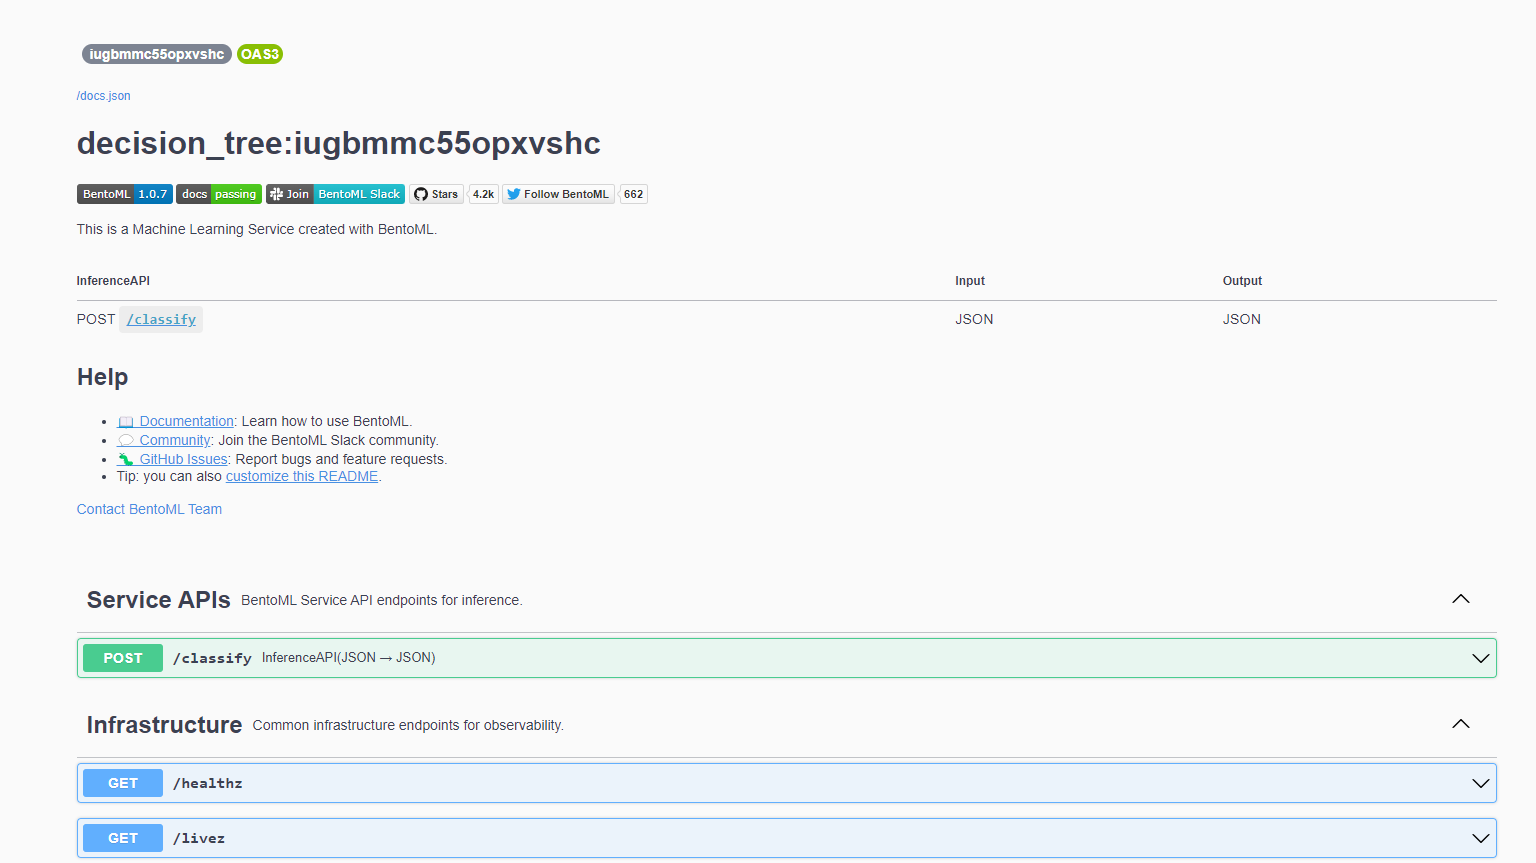 iugbmmc55opxvshc OAS3
/docs.json
decision_tree:iugbmmc55opxvshc
BentoML 1.0.7 docs passing Join BentoML Slack Stars 4.2k Follow BentoML 662
This is a Machine Learning Service created with BentoML.
InferenceAPI Input Output
POST /classify JSON JSON
Help
• 📖 Documentation: Learn how to use BentoML.
• 💬 Community: Join the BentoML Slack community.
• 🐛 GitHub Issues: Report bugs and feature requests.
• Tip: you can also customize this README.
Contact BentoML Team
Service APIs BentoML Service API endpoints for inference.
POST /classify InferenceAPI(JSON → JSON)
Infrastructure Common infrastructure endpoints for observability.
GET /healthz
GET /livez